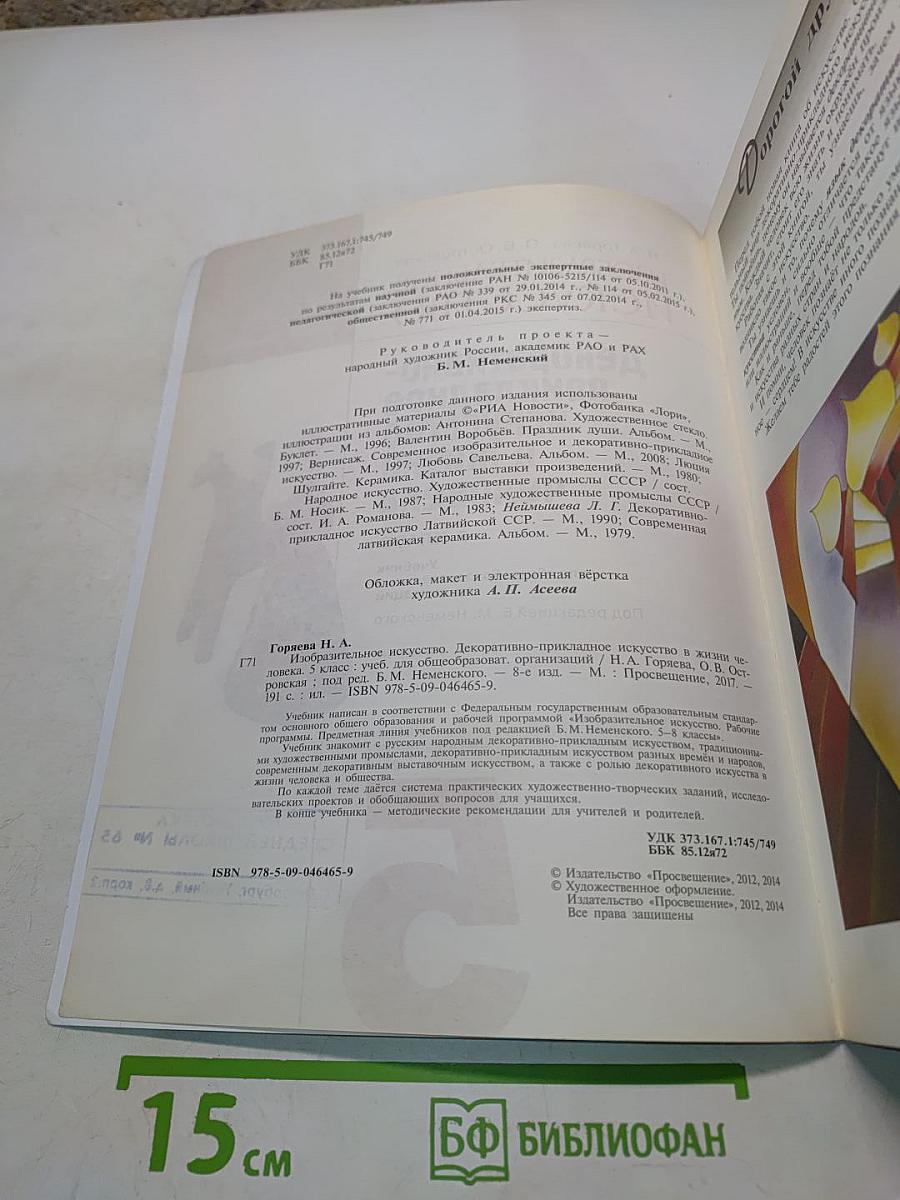 УДК 373.167.1:745/749
ББК 85.12я72
Г71
На учебник получены положительные экспертные заключения
по результатам научной (заключение РАН № 10106-5215/114 от 05.10.2011 г.),
педагогической (заключения РАО № 339 от 29.01.2014 г., № 114 от 05.02.2015 г.),
общественной (заключения РКС № 345 от 07.02.2014 г.,
№ 771 от 01.04.2015 г.) экспертиз.
Руководитель проекта —
народный художник России, академик РАО и РАХ
Б. М. Неменский
При подготовке данного издания использованы
иллюстративные материалы ©«РИА Новости», Фотобанка «Лори»,
иллюстрации из альбомов: Антонина Степанова. Художественное стекло.
Буклет. — М., 1996; Валентин Воробьёв. Праздник души. Альбом. — М.,
1997; Вернисаж. Современное изобразительное и декоративно-прикладное
искусство. — М., 1997; Любовь Савельева. Альбом. — М., 2008; Люция
Шулгайте. Керамика. Каталог выставки произведений. — М., 1980;
Народное искусство. Художественные промыслы СССР / сост.
Б. М. Носик. — М., 1987; Народные художественные промыслы СССР /
сост. И. А. Романова. — М., 1983; Неймышева Л. Г. Декоративно-
прикладное искусство Латвийской ССР. — М., 1990; Современная
латвийская керамика. Альбом. — М., 1979.
Обложка, макет и электронная вёрстка
художника А. П. Асеева
Горяева Н. А.
Г71 Изобразительное искусство. Декоративно-прикладное искусство в жизни че-
ловека. 5 класс : учеб. для общеобразоват. организаций / Н. А. Горяева, О. В. Ост-
ровская ; под ред. Б. М. Неменского. — 8-е изд. — М. : Просвещение, 2017. —
191 с. : ил. — ISBN 978-5-09-046465-9.
Учебник написан в соответствии с Федеральным государственным образовательным стандар-
том основного общего образования и рабочей программой «Изобразительное искусство. Рабочие
программы. Предметная линия учебников под редакцией Б. М. Неменского. 5–8 классы».
Учебник знакомит с русским народным декоративно-прикладным искусством, традиционны-
ми художественными промыслами, декоративно-прикладным искусством разных времён и народов,
современным декоративным выставочным искусством, а также с ролью декоративного искусства в
жизни человека и общества.
По каждой теме даётся система практических художественно-творческих заданий, исследо-
вательских проектов и обобщающих вопросов для учащихся.
В конце учебника — методические рекомендации для учителей и родителей.
УДК 373.167.1:745/749
ББК 85.12я72
ISBN 978-5-09-046465-9
© Издательство «Просвещение», 2012, 2014
© Художественное оформление.
Издательство «Просвещение», 2012, 2014
Все права защищены
Дорогой др
15 см
БФ БИБЛИОФАН